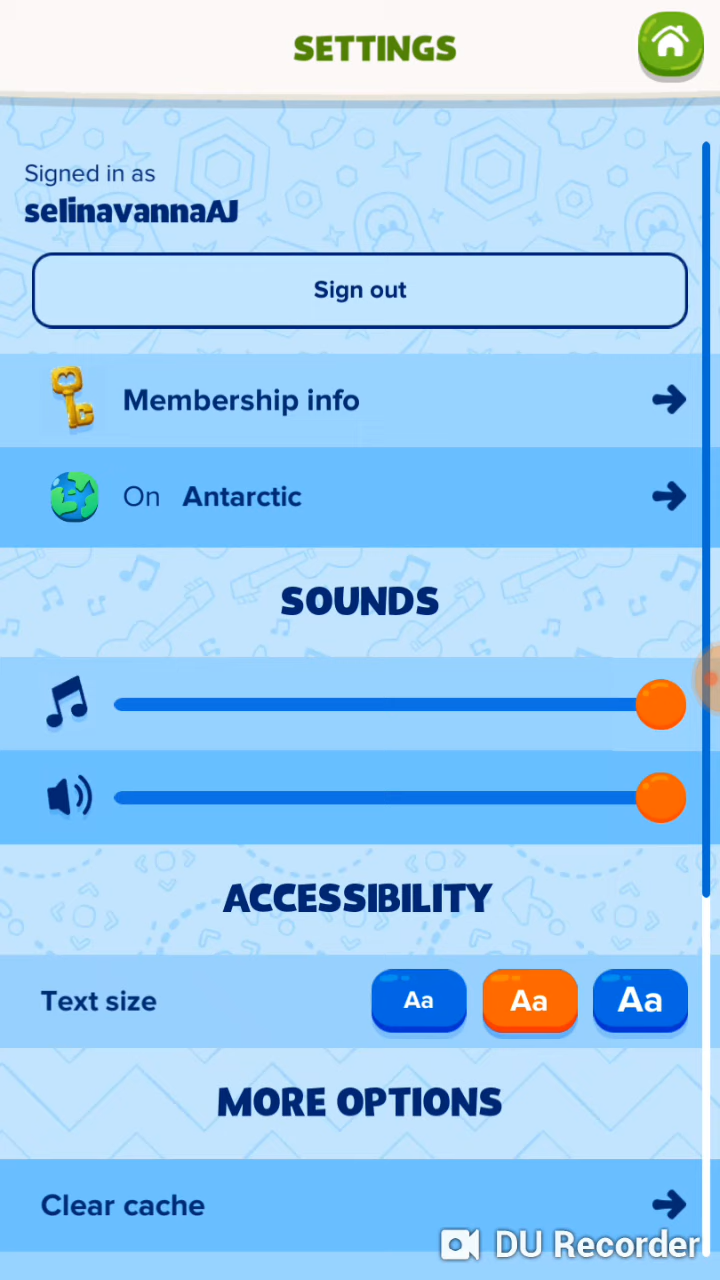 SETTINGS
Signed in as
selinavannaAJ
Sign out
Membership info
On Antarctic
SOUNDS
ACCESSIBILITY
Text size Aa Aa Aa
MORE OPTIONS
Clear cache
DU Recorder